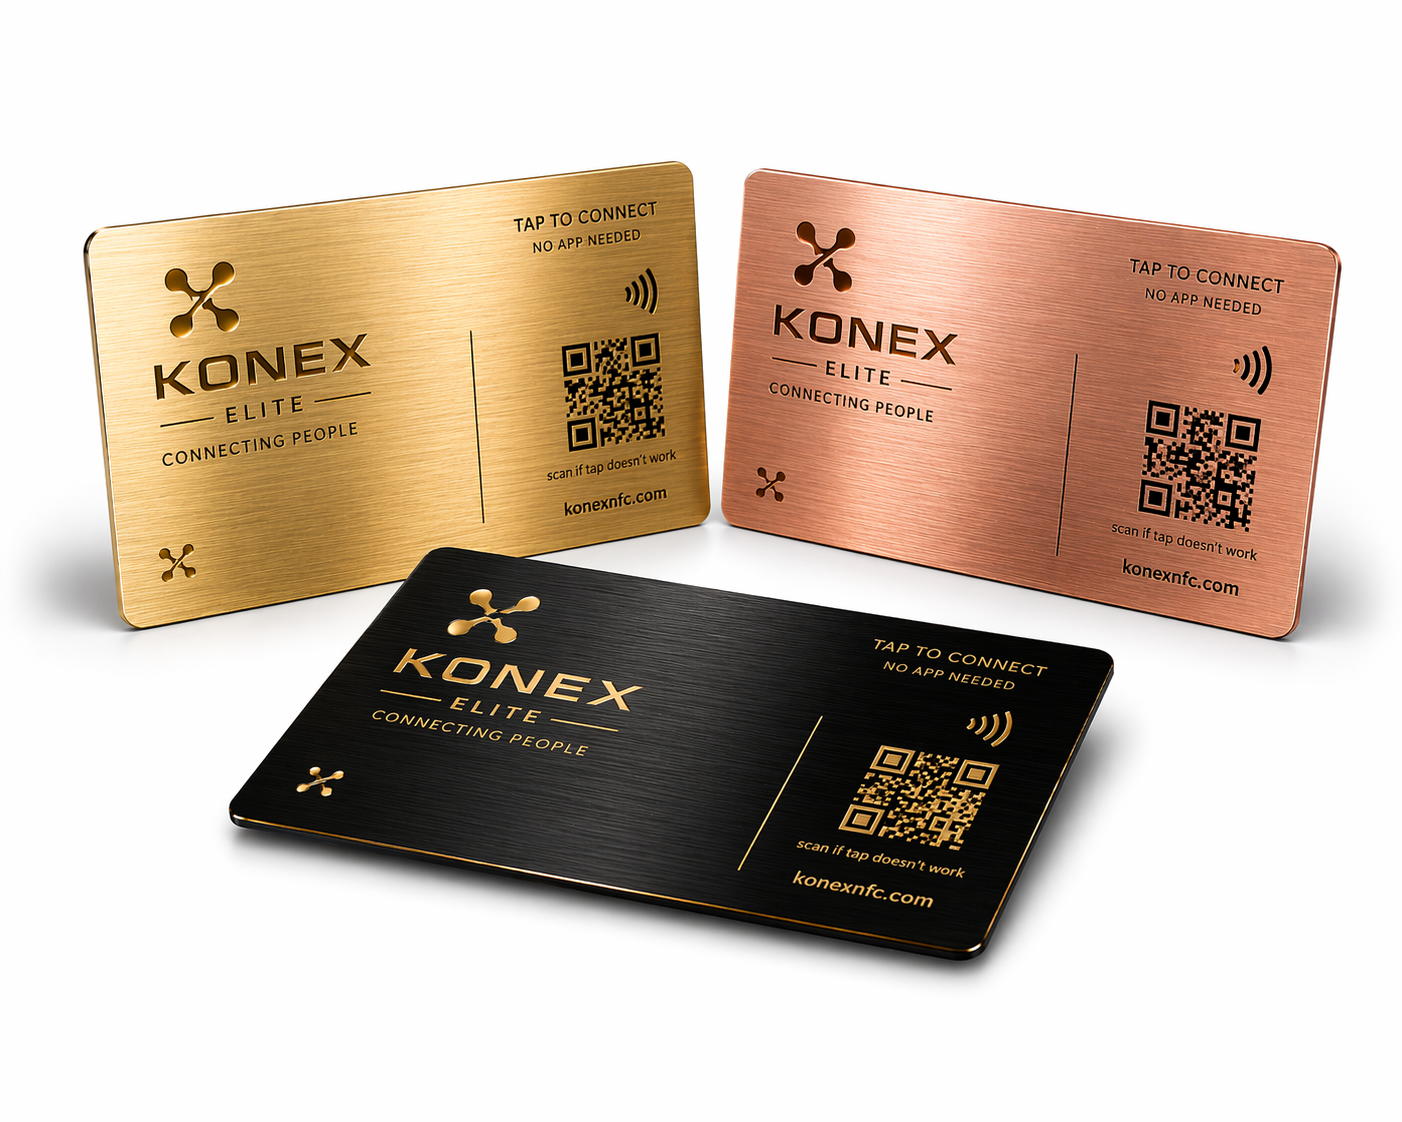 KONEX
ELITE
CONNECTING PEOPLE
TAP TO CONNECT
NO APP NEEDED
scan if tap doesn't work
konexnfc.com
KONEX
ELITE
CONNECTING PEOPLE
TAP TO CONNECT
NO APP NEEDED
scan if tap doesn't work
konexnfc.com
KONEX
ELITE
CONNECTING PEOPLE
TAP TO CONNECT
NO APP NEEDED
scan if tap doesn't work
konexnfc.com